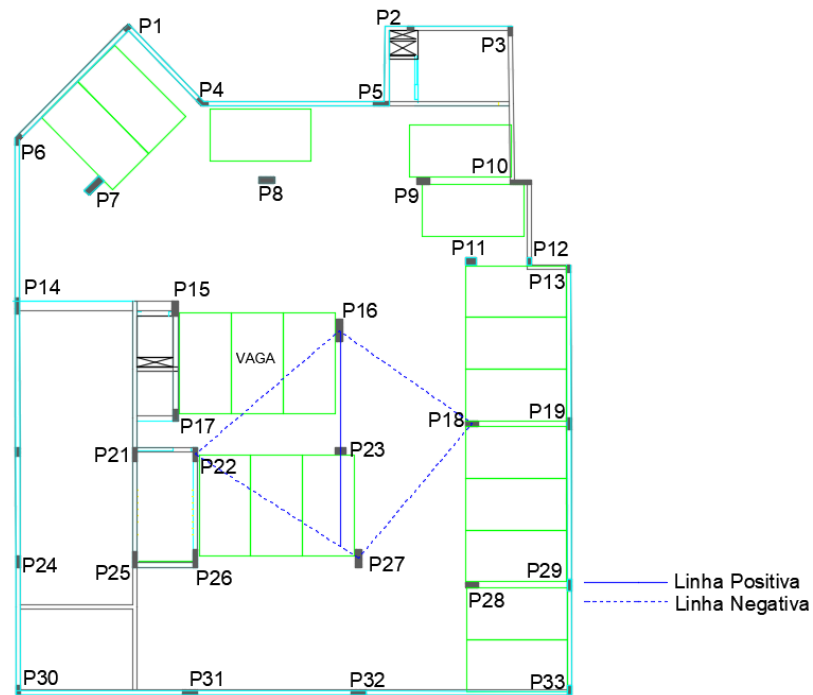 P1
P2
P3
P4
P5
P6
P7
P8
P9
P10
P11
P12
P13
P14
P15
P16
VAGA
P17
P18
P19
P21
P22
P23
P24
P25
P26
P27
P28
P29
Linha Positiva
Linha Negativa
P30
P31
P32
P33